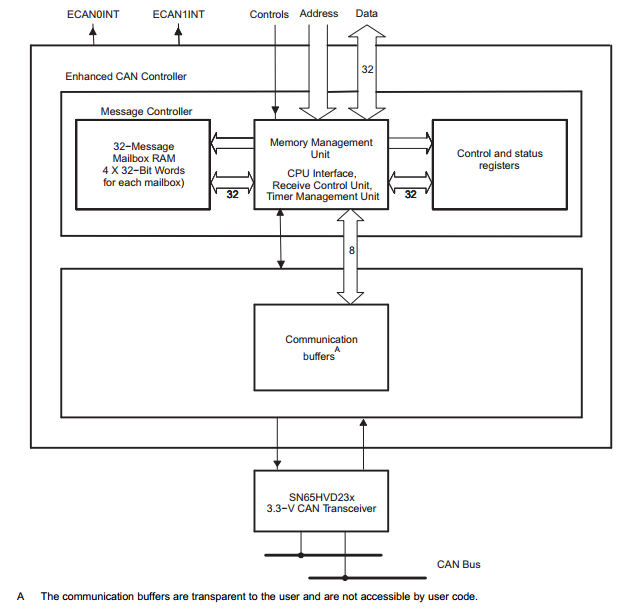 ECAN0INT ECAN1INT Controls Address Data
32
Enhanced CAN Controller
Message Controller
32−Message
Mailbox RAM
4 X 32−Bit Words
for each mailbox)
32
Memory Management
Unit
CPU Interface,
Receive Control Unit,
Timer Management Unit
32
Control and status
registers
8
Communication
buffers A
SN65HVD23x
3.3−V CAN Transceiver
CAN Bus
A The communication buffers are transparent to the user and are not accessible by user code.